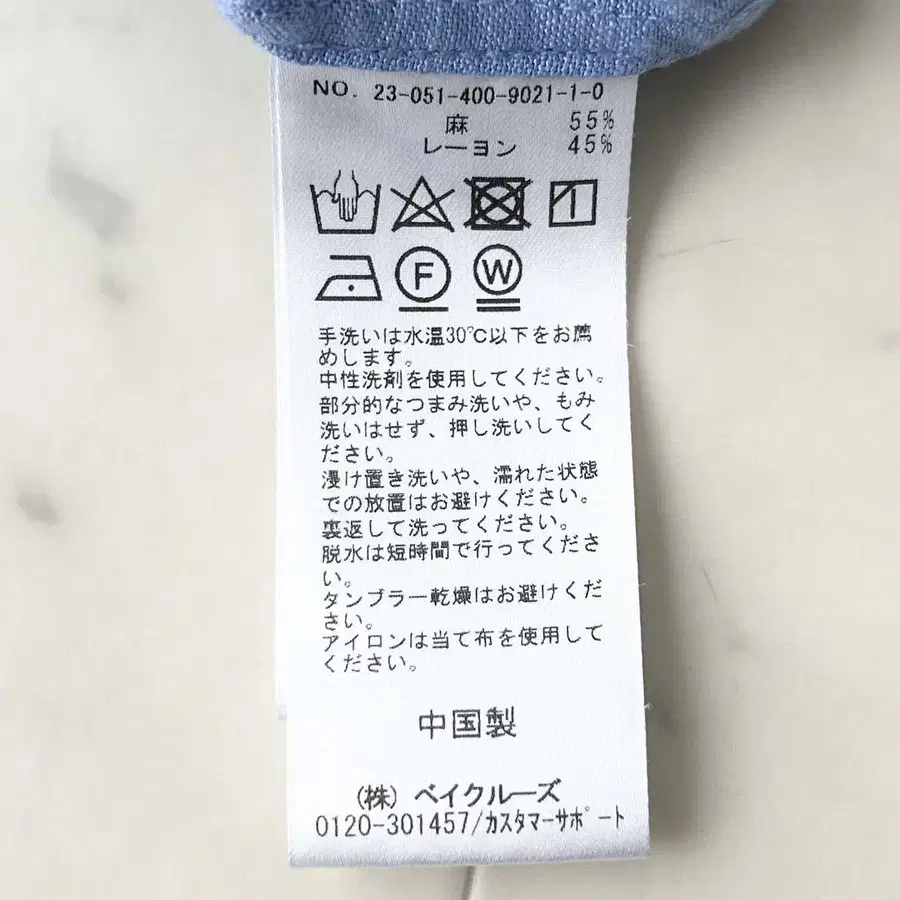 NO. 23-051-400-9021-1-0
麻 55%
レーヨン 45%
F W
手洗いは水温30℃以下をお薦
めします。
中性洗剤を使用してください。
部分的なつまみ洗いや、もみ
洗いはせず、押し洗いしてく
ださい。
浸け置き洗いや、濡れた状態
での放置はお避けください。
裏返して洗ってください。
脱水は短時間で行ってくださ
い。
タンブラー乾燥はお避けくだ
さい。
アイロンは当て布を使用して
ください。
中国製
(株) ベイクルーズ
0120-301457/カスタマーサポート